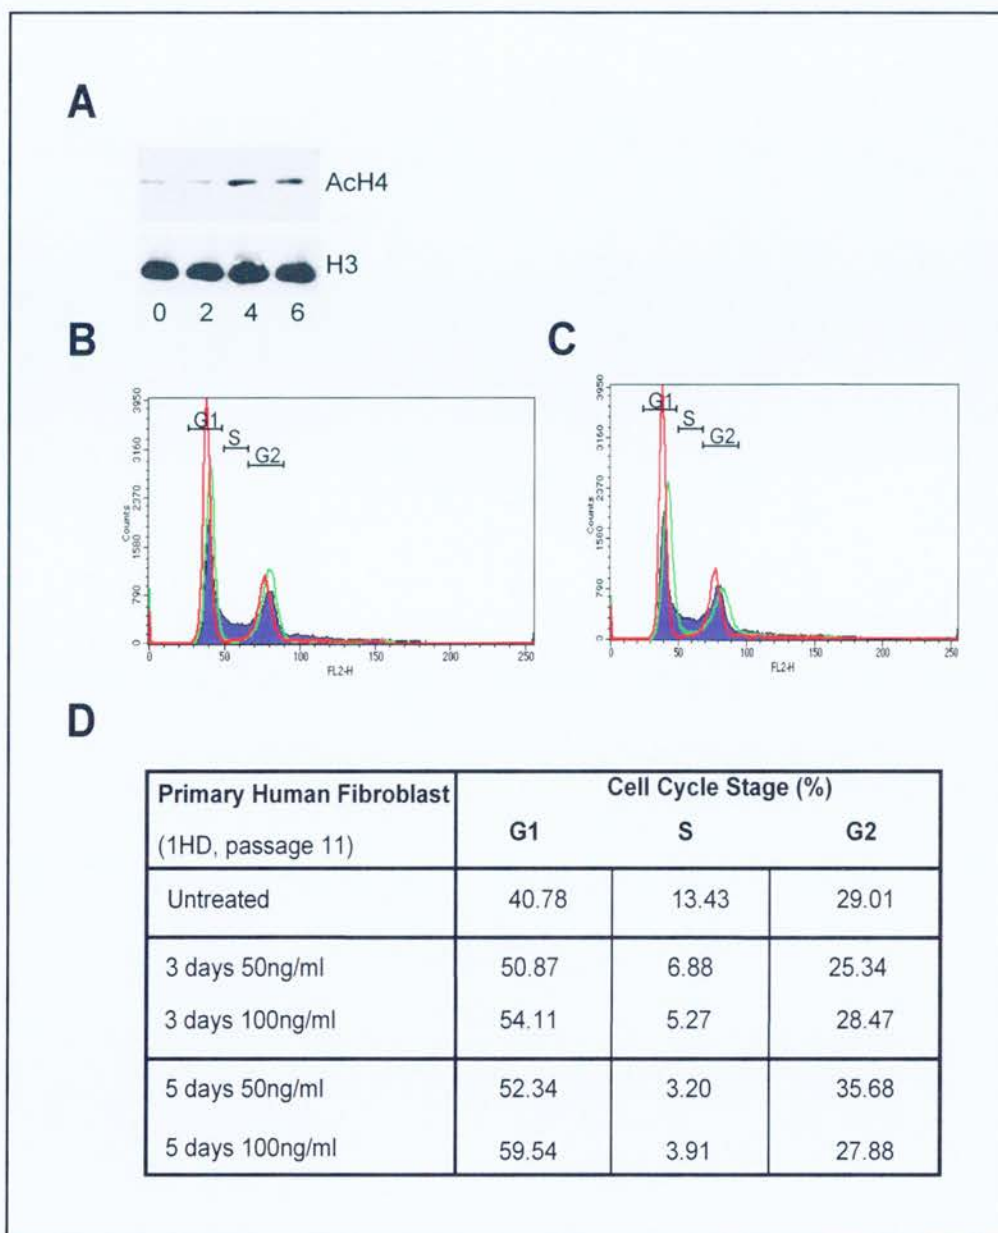 A
AcH4
H3
0 2 4 6
B
C
3950
3160
2370
1580
790
0
Counts
G1
S
G2
0 50 100 150 200 250
FL2-H
3950
3160
2370
1580
790
0
Counts
G1
S
G2
0 50 100 150 200 250
FL2-H
D
Primary Human Fibroblast Cell Cycle Stage (%)
(1HD, passage 11) G1 S G2
Untreated 40.78 13.43 29.01
3 days 50ng/ml 50.87 6.88 25.34
3 days 100ng/ml 54.11 5.27 28.47
5 days 50ng/ml 52.34 3.20 35.68
5 days 100ng/ml 59.54 3.91 27.88